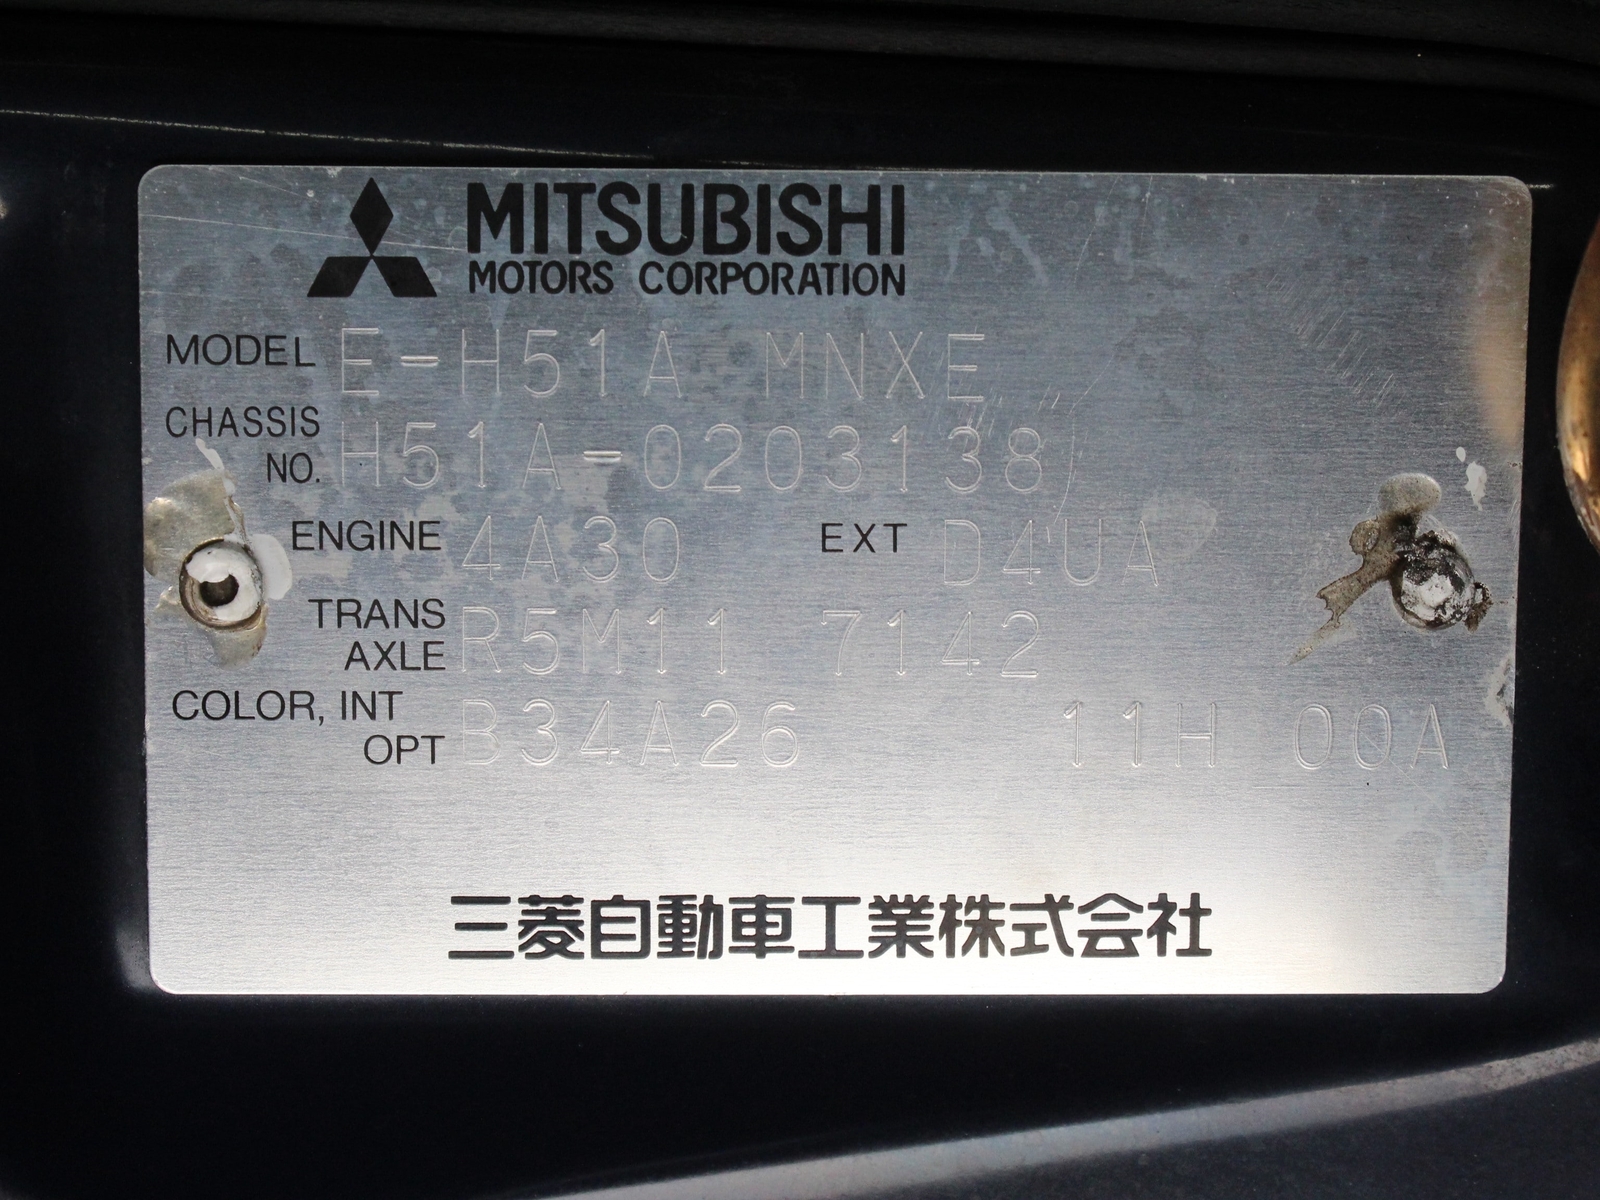 MITSUBISHI
MOTORS CORPORATION
MODEL E-H51A MNXE
CHASSIS
NO. H51A-0203138
ENGINE 4A30 EXT D4UA
TRANS
AXLE R5M11 7142
COLOR, INT
OPT B34A26 11H 00A
三菱自動車工業株式会社